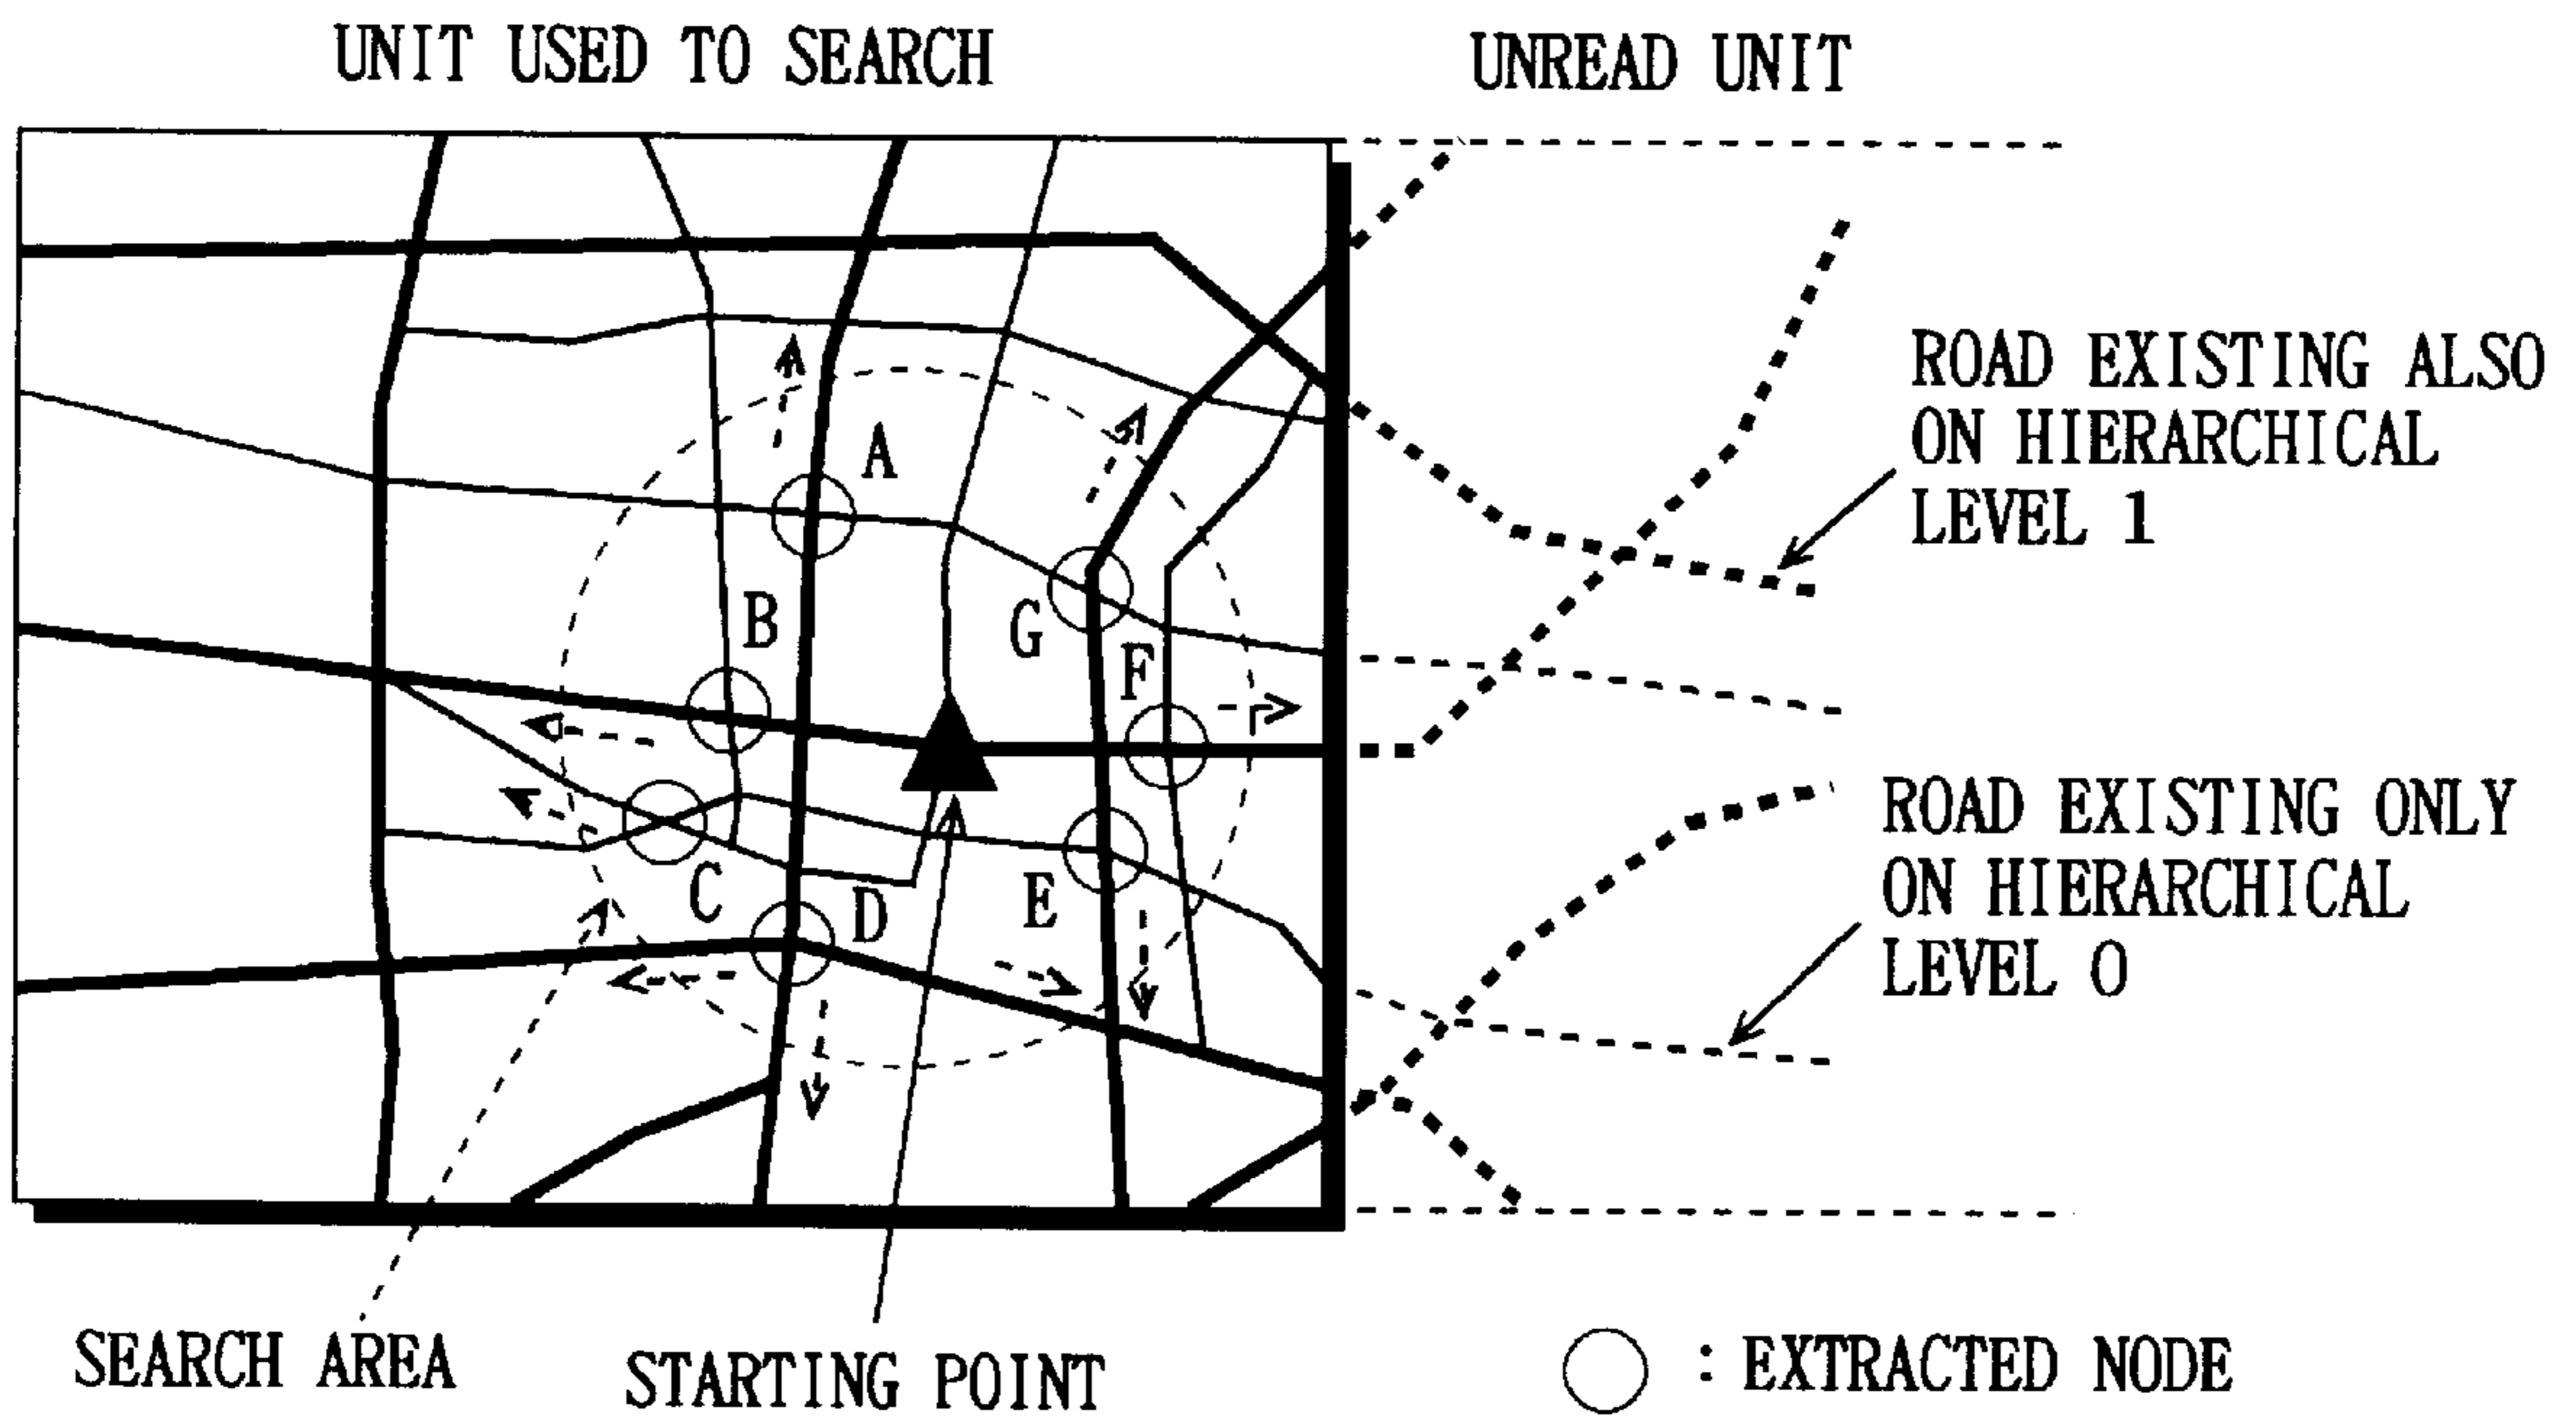 UNIT USED TO SEARCH
UNREAD UNIT
ROAD EXISTING ALSO
ON HIERARCHICAL
LEVEL 1
A
B
G
F
ROAD EXISTING ONLY
ON HIERARCHICAL
LEVEL 0
C
D
E
SEARCH AREA
STARTING POINT
: EXTRACTED NODE